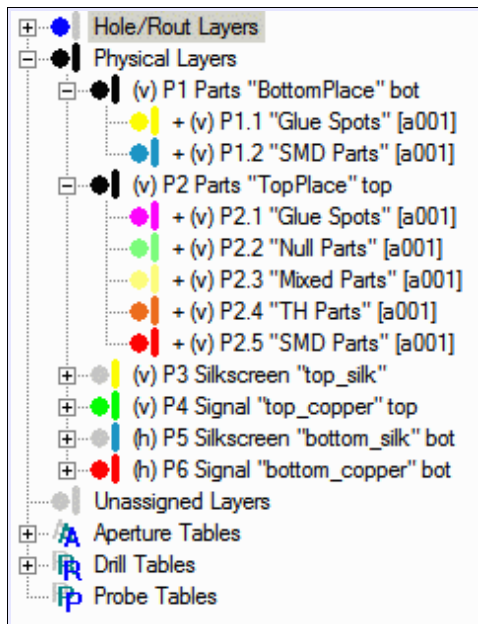 Hole/Rout Layers
Physical Layers
(v) P1 Parts "BottomPlace" bot
+ (v) P1.1 "Glue Spots" [a001]
+ (v) P1.2 "SMD Parts" [a001]
(v) P2 Parts "TopPlace" top
+ (v) P2.1 "Glue Spots" [a001]
+ (v) P2.2 "Null Parts" [a001]
+ (v) P2.3 "Mixed Parts" [a001]
+ (v) P2.4 "TH Parts" [a001]
+ (v) P2.5 "SMD Parts" [a001]
(v) P3 Silkscreen "top_silk"
(v) P4 Signal "top_copper" top
(h) P5 Silkscreen "bottom_silk" bot
(h) P6 Signal "bottom_copper" bot
Unassigned Layers
Aperture Tables
Drill Tables
Probe Tables